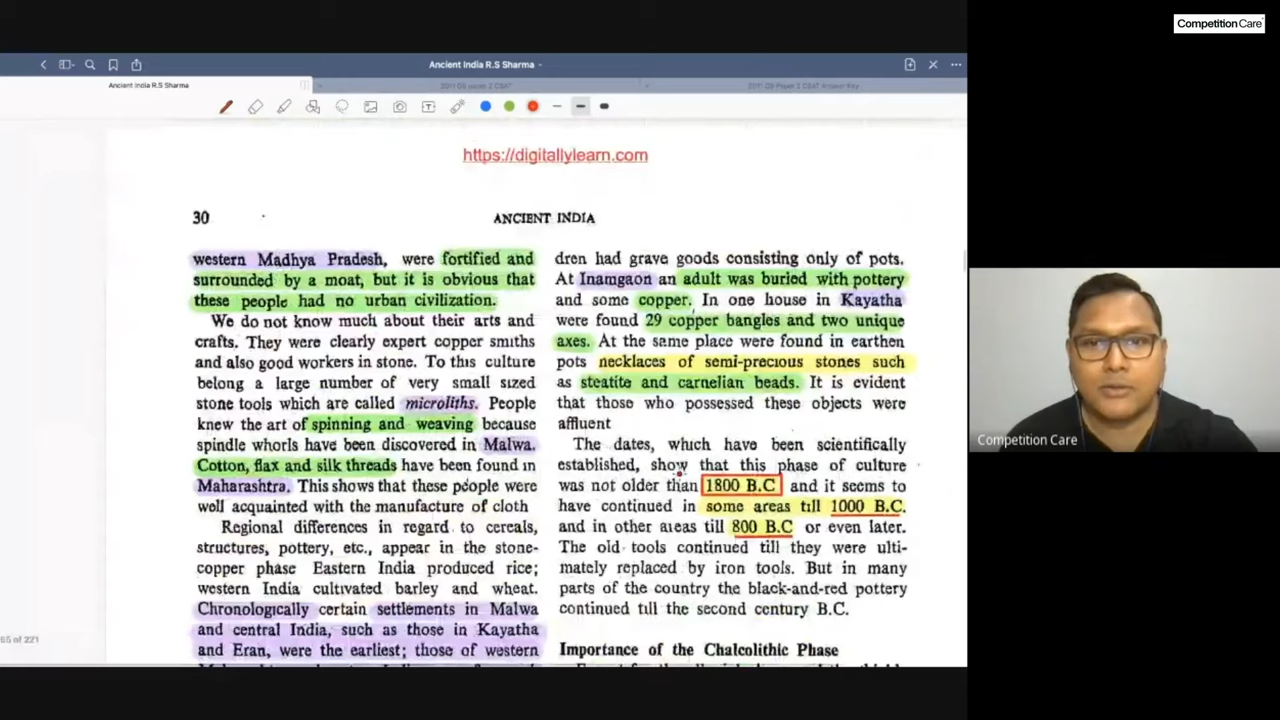 Competition Care
Ancient India R.S Sharma
Ancient India R.S Sharma
2011 GS paper 2 CSAT
2011 GS Paper 2 CSAT Answer Key
https://digitallylearn.com
30
ANCIENT INDIA
western Madhya Pradesh, were fortified and
surrounded by a moat, but it is obvious that
these people had no urban civilization.
We do not know much about their arts and
crafts. They were clearly expert copper smiths
and also good workers in stone. To this culture
belong a large number of very small sized
stone tools which are called microliths. People
knew the art of spinning and weaving because
spindle whorls have been discovered in Malwa.
Cotton, flax and silk threads have been found in
Maharashtra. This shows that these people were
well acquainted with the manufacture of cloth
Regional differences in regard to cereals,
structures, pottery, etc., appear in the stone-
copper phase Eastern India produced rice;
western India cultivated barley and wheat.
Chronologically certain settlements in Malwa
and central India, such as those in Kayatha
and Eran, were the earliest; those of western
dren had grave goods consisting only of pots.
At Inamgaon an adult was buried with pottery
and some copper. In one house in Kayatha
were found 29 copper bangles and two unique
axes. At the same place were found in earthen
pots necklaces of semi-precious stones such
as steatite and carnelian beads. It is evident
that those who possessed these objects were
affluent
The dates, which have been scientifically
established, show that this phase of culture
was not older than 1800 B.C and it seems to
have continued in some areas till 1000 B.C.
and in other areas till 800 B.C or even later.
The old tools continued till they were ulti-
mately replaced by iron tools. But in many
parts of the country the black-and-red pottery
continued till the second century B.C.
Importance of the Chalcolithic Phase
65 of 221
Competition Care